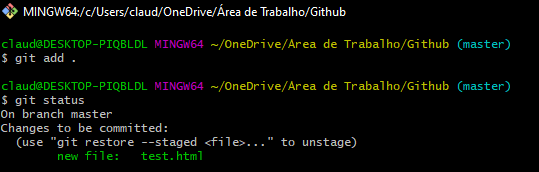 MINGW64:/c/Users/claud/OneDrive/Área de Trabalho/Github
claud@DESKTOP-PIQBLDL MINGW64 ~/OneDrive/Área de Trabalho/Github (master)
$ git add .
claud@DESKTOP-PIQBLDL MINGW64 ~/OneDrive/Área de Trabalho/Github (master)
$ git status
On branch master
Changes to be committed:
  (use "git restore --staged <file>..." to unstage)
        new file:   test.html